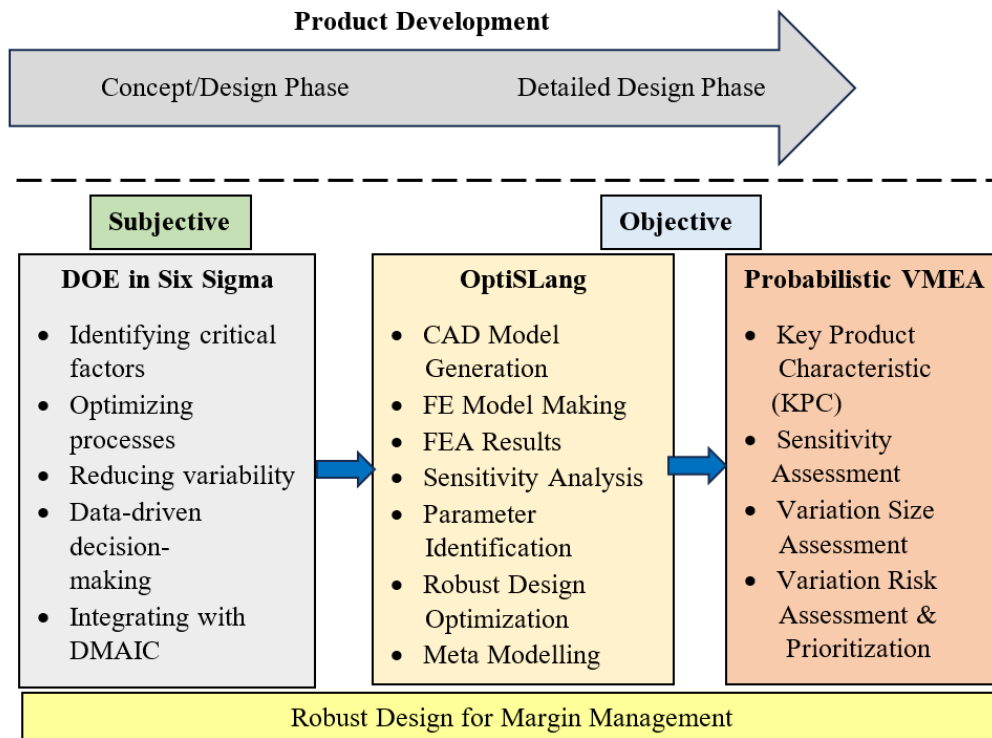 Product Development
Concept/Design Phase
Detailed Design Phase
Subjective
Objective
DOE in Six Sigma
• Identifying critical
factors
• Optimizing
processes
• Reducing variability
• Data-driven
decision-
making
• Integrating with
DMAIC
OptiSLang
• CAD Model
Generation
• FE Model Making
• FEA Results
• Sensitivity Analysis
• Parameter
Identification
• Robust Design
Optimization
• Meta Modelling
Probabilistic VMEA
• Key Product
Characteristic
(KPC)
• Sensitivity
Assessment
• Variation Size
Assessment
• Variation Risk
Assessment &
Prioritization
Robust Design for Margin Management